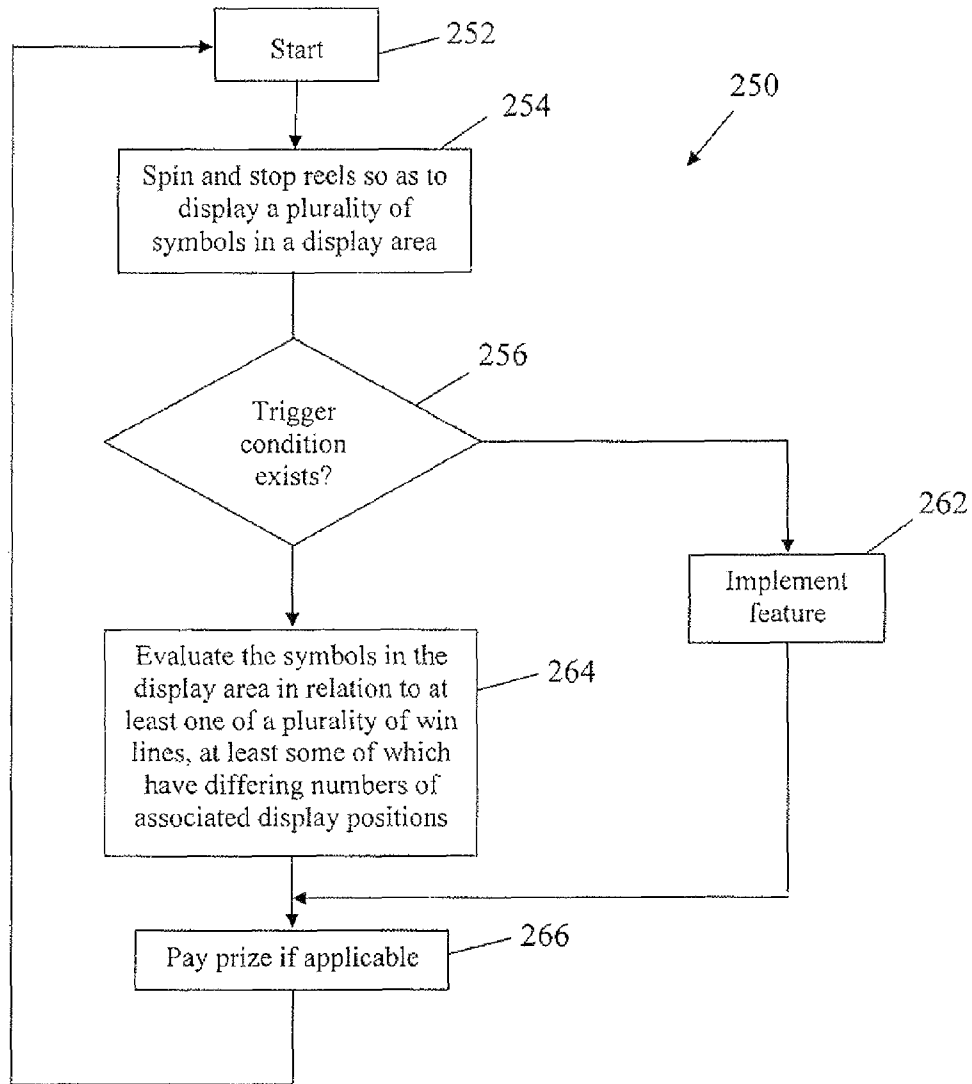 Start
252
250
254
Spin and stop reels so as to
display a plurality of
symbols in a display area
256
Trigger
condition
exists?
262
Implement
feature
Evaluate the symbols in the
display area in relation to at
least one of a plurality of win
lines, at least some of which
have differing numbers of
associated display positions
264
Pay prize if applicable
266